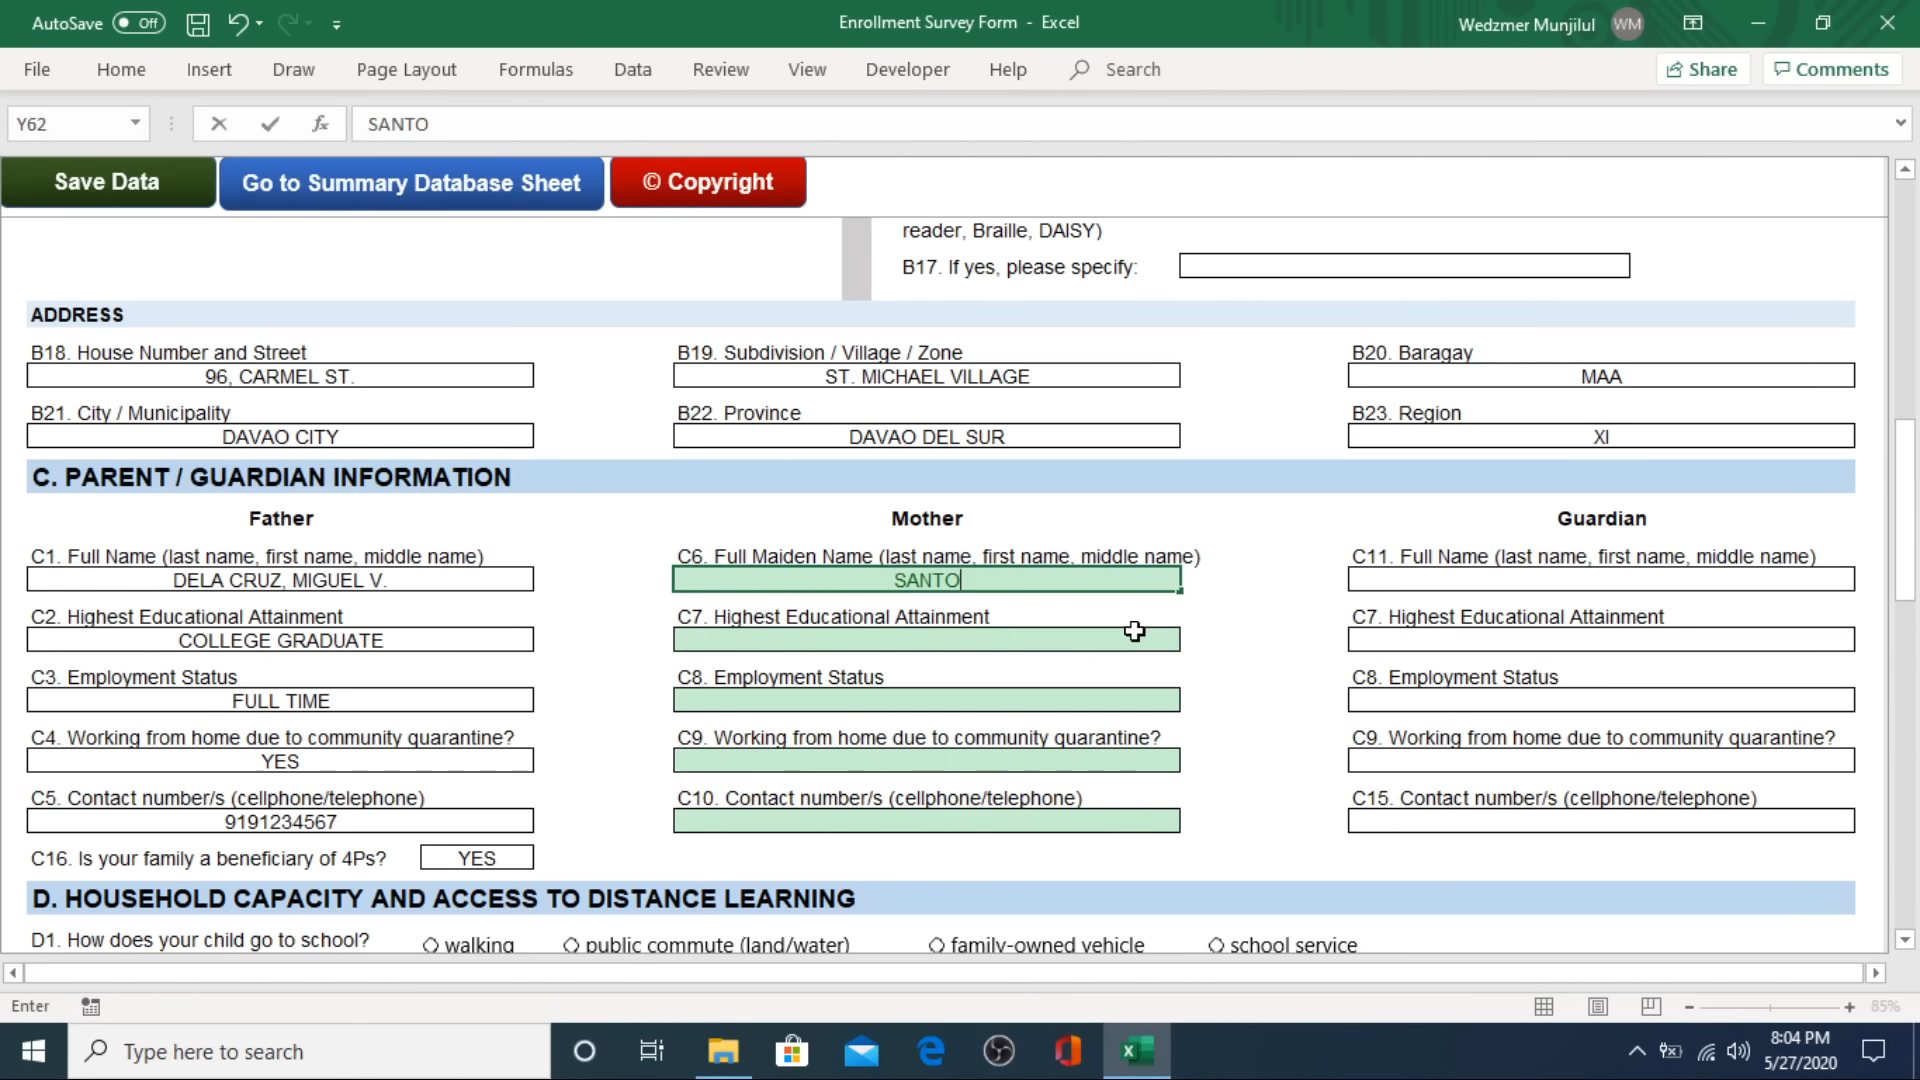 AutoSave Off
Enrollment Survey Form - Excel
Wedzmer Munjilul WM
File Home Insert Draw Page Layout Formulas Data Review View Developer Help Search Share Comments
Y62 fx SANTO
Save Data Go to Summary Database Sheet © Copyright
reader, Braille, DAISY)
B17. If yes, please specify:
ADDRESS
B18. House Number and Street B19. Subdivision / Village / Zone B20. Baragay
96, CARMEL ST. ST. MICHAEL VILLAGE MAA
B21. City / Municipality B22. Province B23. Region
DAVAO CITY DAVAO DEL SUR XI
C. PARENT / GUARDIAN INFORMATION
Father Mother Guardian
C1. Full Name (last name, first name, middle name) C6. Full Maiden Name (last name, first name, middle name) C11. Full Name (last name, first name, middle name)
DELA CRUZ, MIGUEL V. SANTO
C2. Highest Educational Attainment C7. Highest Educational Attainment C7. Highest Educational Attainment
COLLEGE GRADUATE
C3. Employment Status C8. Employment Status C8. Employment Status
FULL TIME
C4. Working from home due to community quarantine? C9. Working from home due to community quarantine? C9. Working from home due to community quarantine?
YES
C5. Contact number/s (cellphone/telephone) C10. Contact number/s (cellphone/telephone) C15. Contact number/s (cellphone/telephone)
9191234567
C16. Is your family a beneficiary of 4Ps? YES
D. HOUSEHOLD CAPACITY AND ACCESS TO DISTANCE LEARNING
D1. How does your child go to school? walking public commute (land/water) family-owned vehicle school service
Enter 85%
Type here to search
8:04 PM
5/27/2020